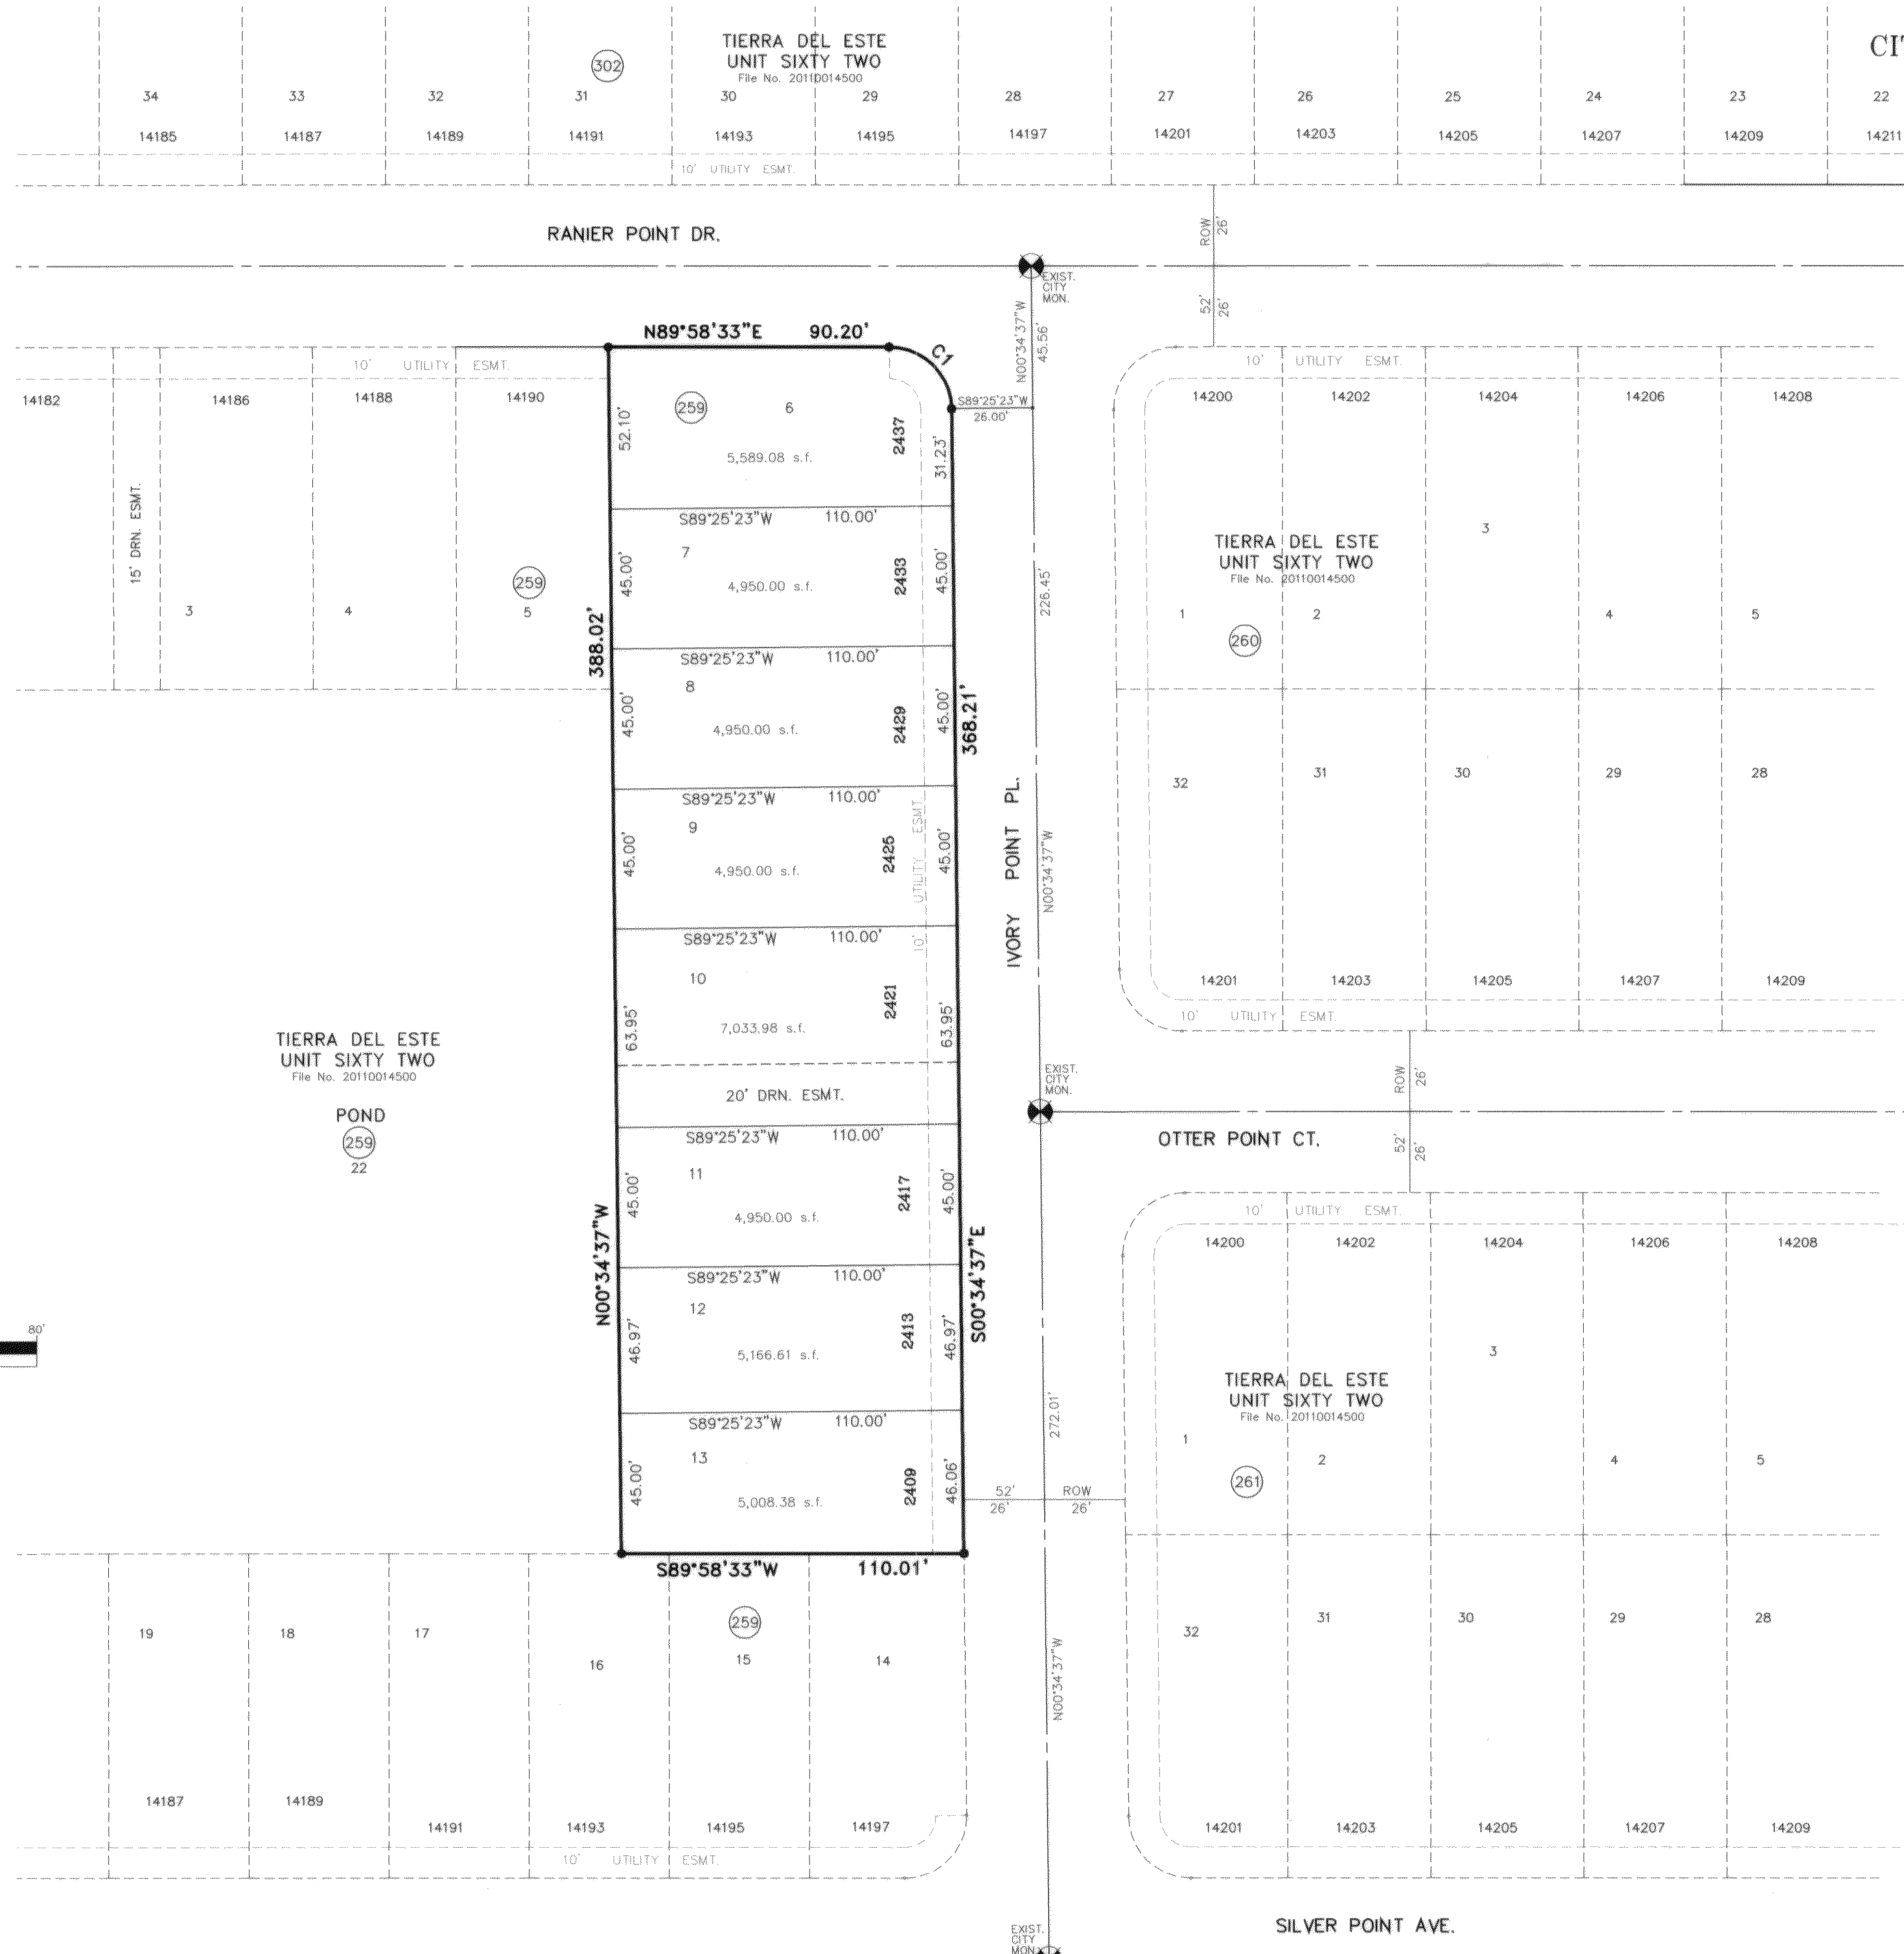 TIERRA DEL ESTE
UNIT SIXTY TWO
File No. 20110014500
302
34 33 32 31 30 29 28 27 26 25 24 23 22
14185 14187 14189 14191 14193 14195 14197 14201 14203 14205 14207 14209 14211
10' UTILITY ESMT.
RANIER POINT DR.
ROW
26'
52'
26'
EXIST.
CITY
MON.
N00°34'37"W
45.56'
N89°58'33"E 90.20'
C1
S89°25'23"W
26.00'
10' UTILITY ESMT.
14182 14186 14188 14190
15' DRN. ESMT.
3 4 5
259
259
6
5,589.08 s.f.
2437
52.10'
31.23'
S89°25'23"W 110.00'
7
4,950.00 s.f.
2433
45.00'
45.00'
S89°25'23"W 110.00'
8
4,950.00 s.f.
2429
45.00'
45.00'
S89°25'23"W 110.00'
9
4,950.00 s.f.
2425
45.00'
45.00'
10' UTILITY ESMT.
S89°25'23"W 110.00'
10
7,033.98 s.f.
2421
63.95'
63.95'
20' DRN. ESMT.
S89°25'23"W 110.00'
11
4,950.00 s.f.
2417
45.00'
45.00'
S89°25'23"W 110.00'
12
5,166.61 s.f.
2413
46.97'
46.97'
S89°25'23"W 110.00'
13
5,008.38 s.f.
2409
45.00'
46.06'
S89°58'33"W 110.01'
388.02'
N00°34'37"W
368.21'
S00°34'37"E
226.45'
IVORY POINT PL.
N00°34'37"W
EXIST.
CITY
MON.
272.01'
52' ROW
26' 26'
N00°34'37"W
EXIST.
CITY
MON.
10' UTILITY ESMT.
14200 14202 14204 14206 14208
TIERRA DEL ESTE
UNIT SIXTY TWO
File No. 20110014500
3
1 2 4 5
260
32 31 30 29 28
14201 14203 14205 14207 14209
10' UTILITY ESMT.
ROW
26'
52'
26'
OTTER POINT CT.
10' UTILITY ESMT.
14200 14202 14204 14206 14208
3
TIERRA DEL ESTE
UNIT SIXTY TWO
File No. 20110014500
1 2 4 5
261
32 31 30 29 28
14201 14203 14205 14207 14209
SILVER POINT AVE.
TIERRA DEL ESTE
UNIT SIXTY TWO
File No. 20110014500
POND
259
22
80'
259
19 18 17 16 15 14
14187 14189 14191 14193 14195 14197
10' UTILITY ESMT.